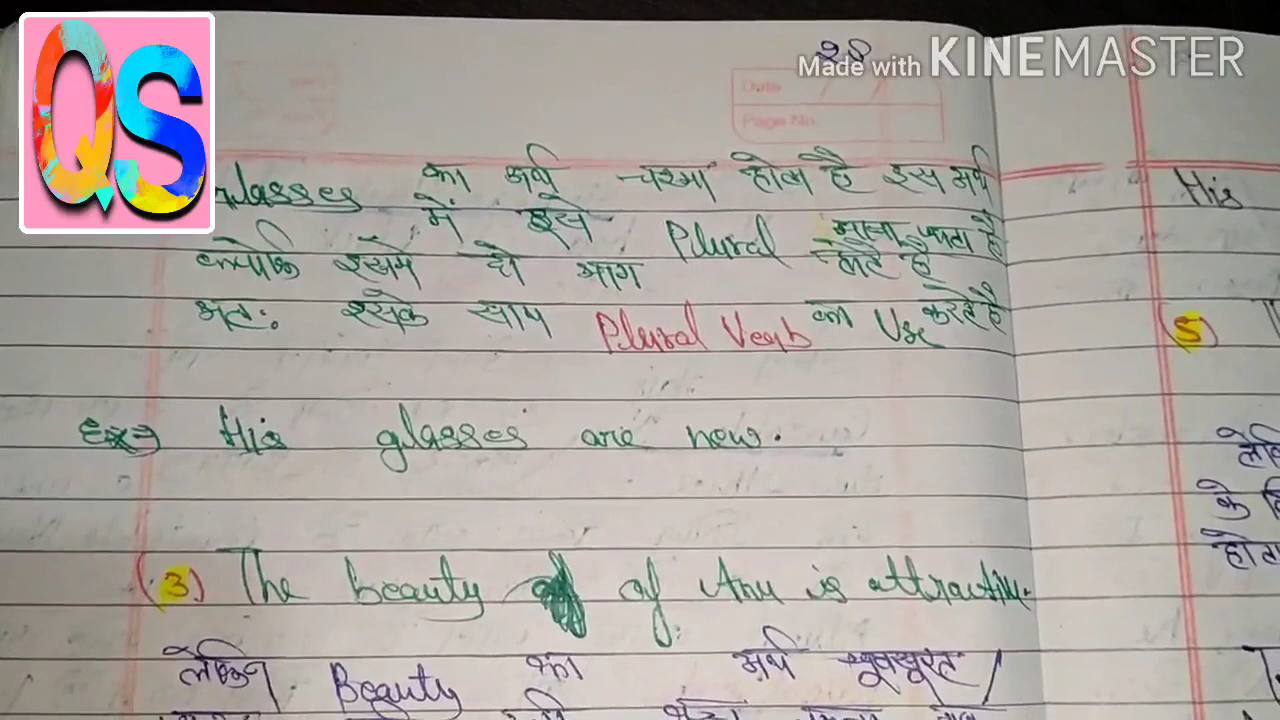 QS
Made with KINEMASTER
28
Date
Page No.
Glasses का अर्थ चश्मा होता है इस अर्थ
में इसे Plural माना जाता है
क्योंकि इसमें दो भाग होते हैं
अत: इसके साथ Plural Verb का Use करते है
Ex→ His glasses are new.
(3) The beauty of Anu is attractive.
लेकिन Beauty का अर्थ खूबसूरत/
His
(5)
के